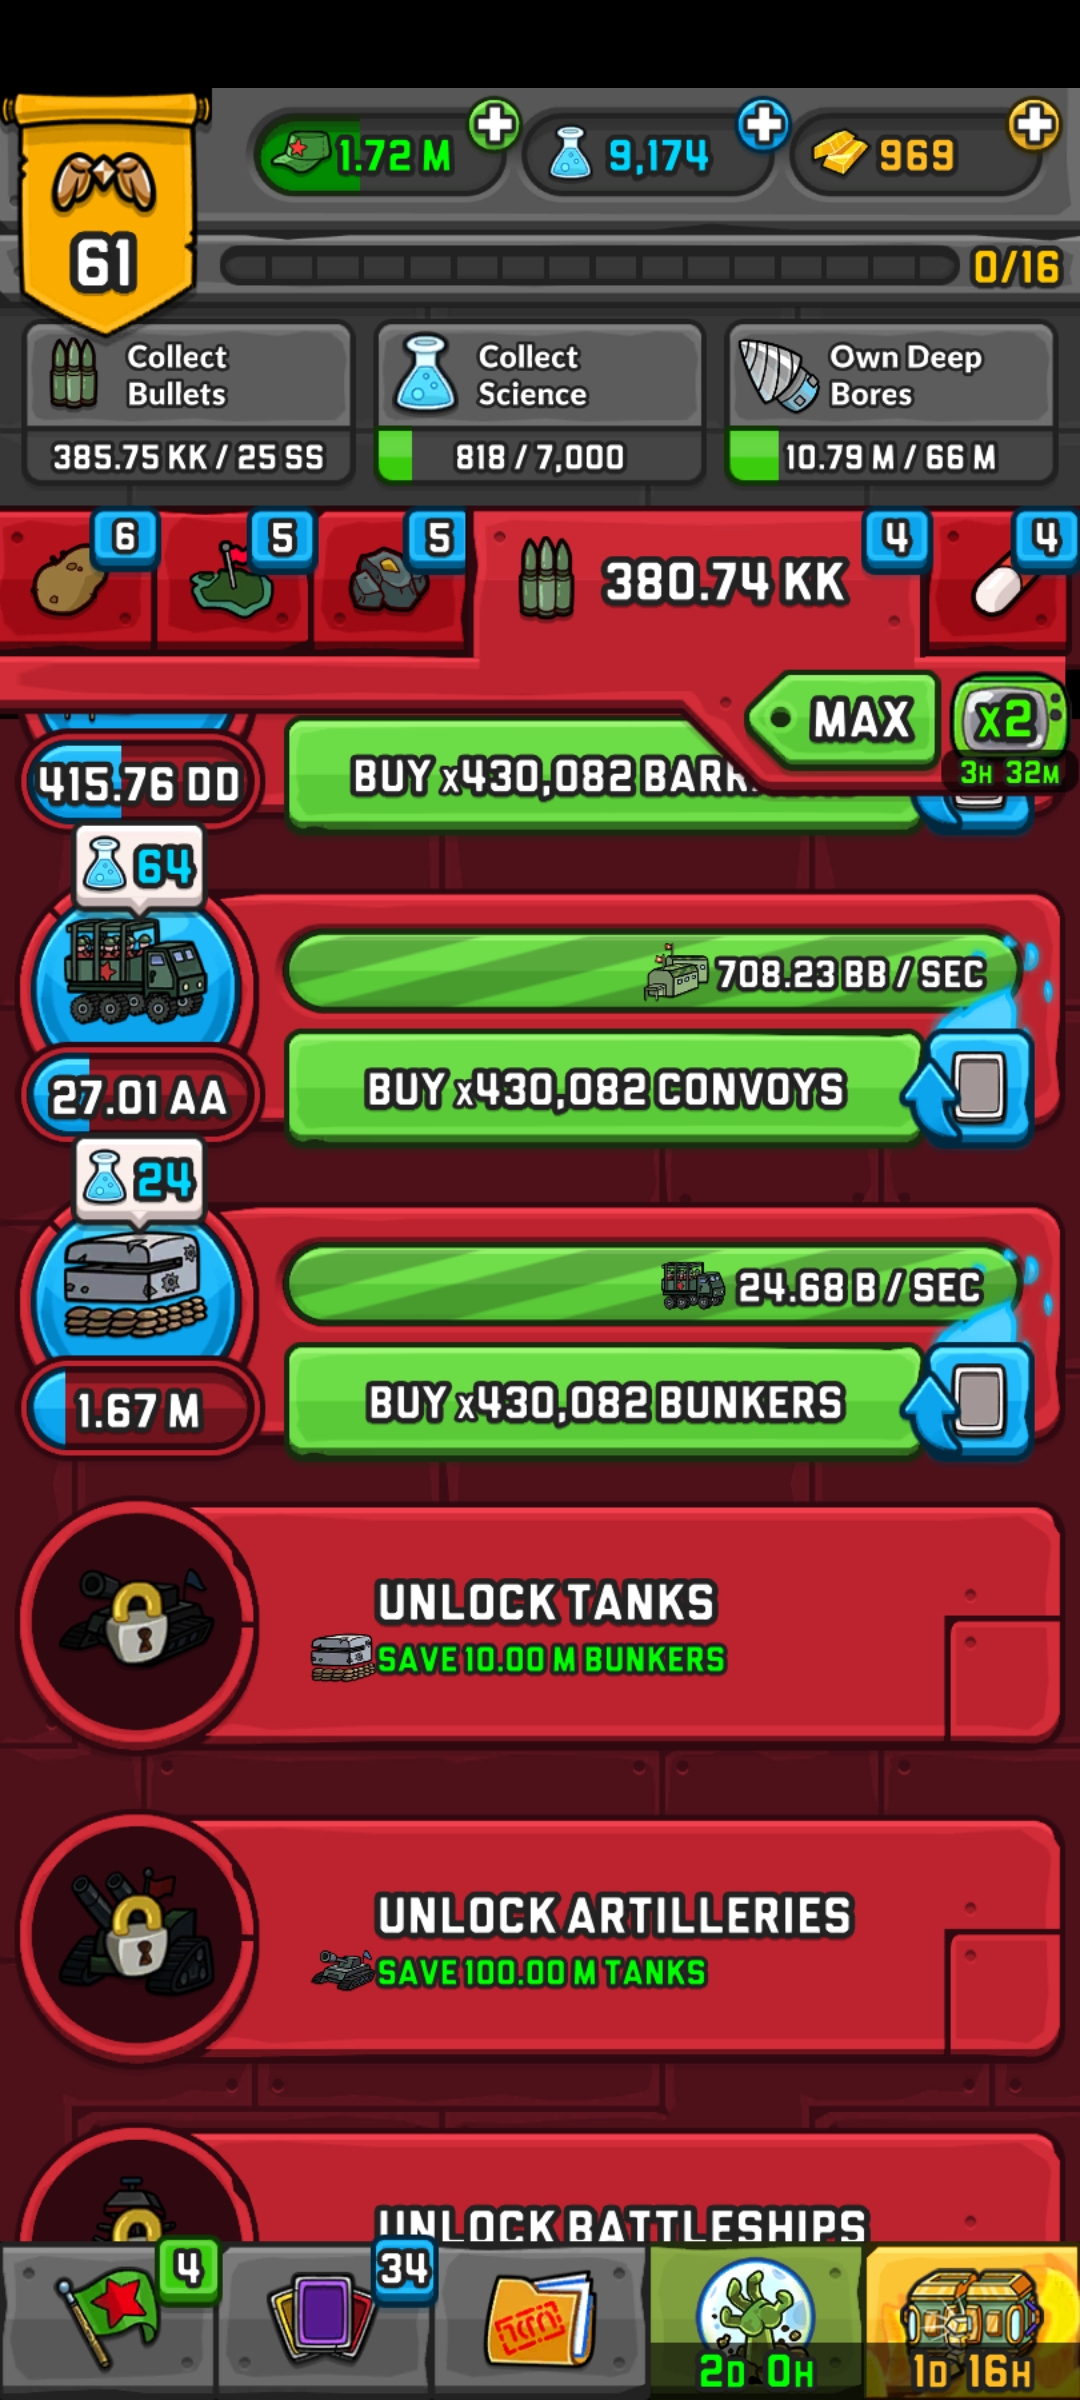 61
1.72 M
9,174
969
0/16
Collect
Bullets
385.75 KK / 25 SS
Collect
Science
818 / 7,000
Own Deep
Bores
10.79 M / 66 M
6
5
5
380.74 KK
4
4
MAX
x2
3H 32M
415.76 DD
BUY x430,082 BARR
64
708.23 BB / SEC
27.01 AA
BUY x430,082 CONVOYS
24
24.68 B / SEC
1.67 M
BUY x430,082 BUNKERS
UNLOCK TANKS
SAVE 10.00 M BUNKERS
UNLOCK ARTILLERIES
SAVE 100.00 M TANKS
UNLOCK BATTLESHIPS
4
34
2D 0H
1D 16H